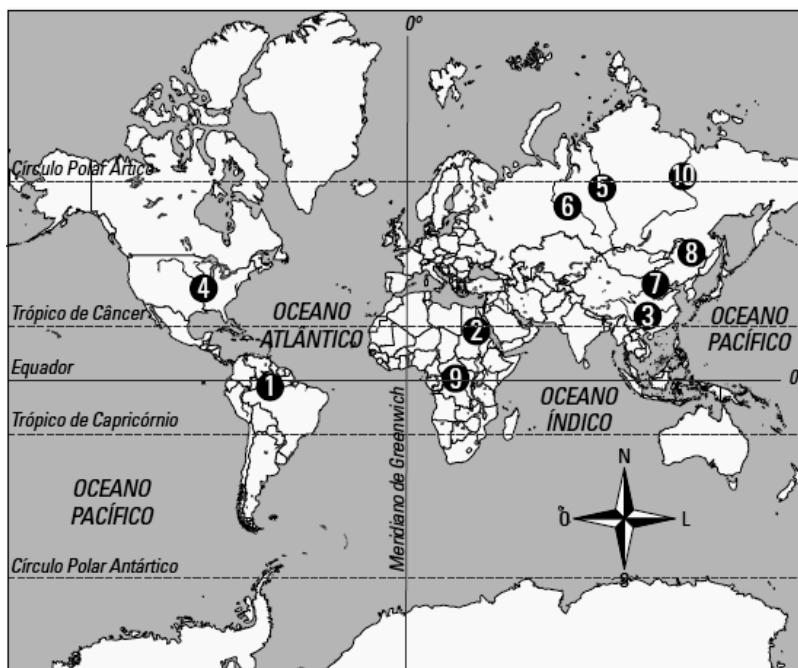 0º
Círculo Polar Ártico
10
5
6
8
7
4
3
Trópico de Câncer
OCEANO
ATLÂNTICO
2
OCEANO
PACÍFICO
Equador
0º
1
9
OCEANO
ÍNDICO
Trópico de Capricórnio
Meridiano de Greenwich
OCEANO
PACÍFICO
N
O
L
S
Círculo Polar Antártico